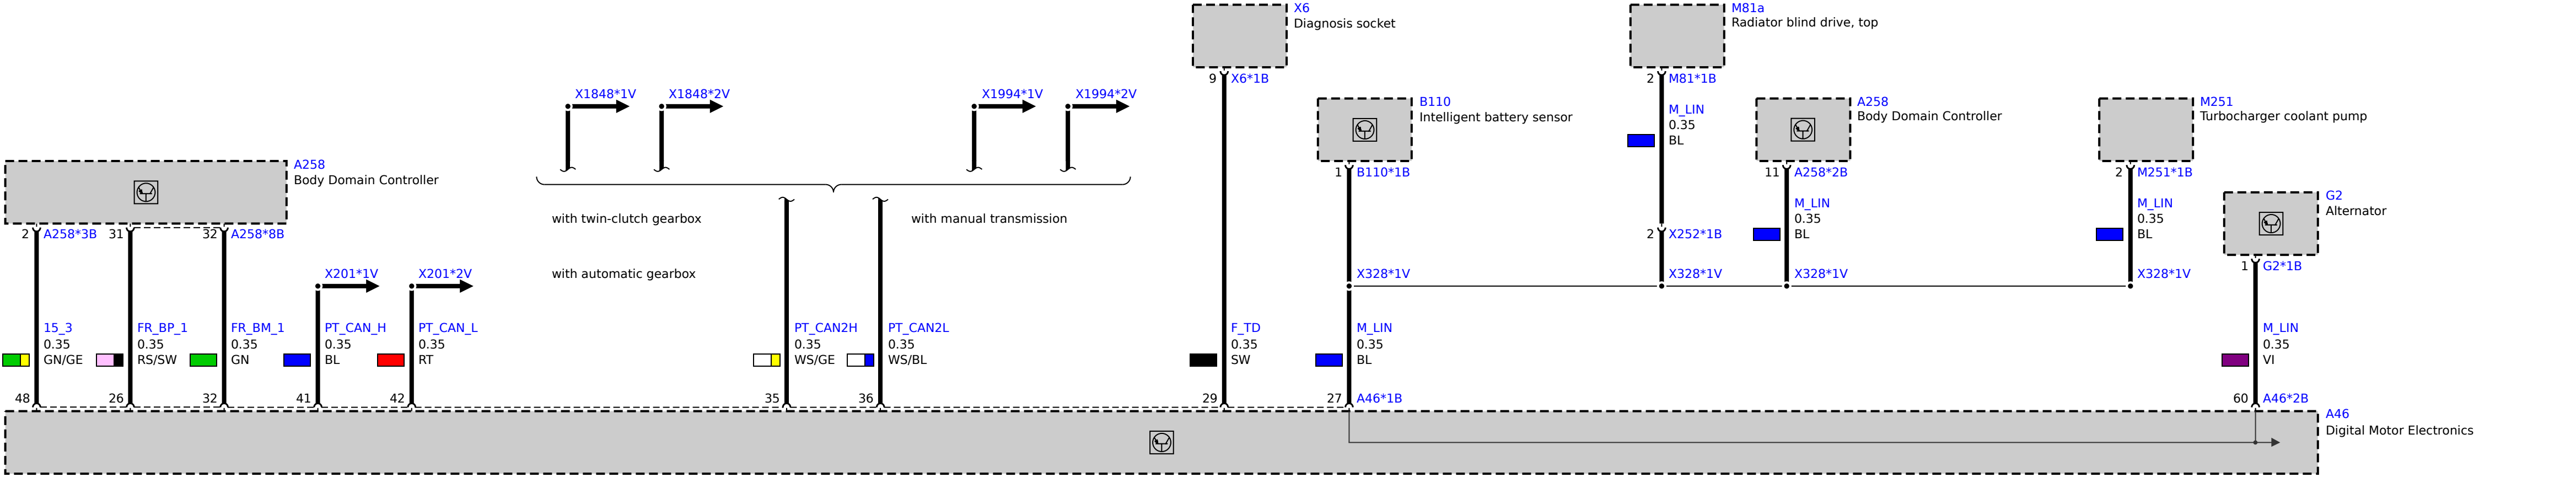 X6
Diagnosis socket
9 X6*1B
M81a
Radiator blind drive, top
2 M81*1B
X1848*1V
X1848*2V
X1994*1V
X1994*2V
B110
Intelligent battery sensor
1 B110*1B
M_LIN
0.35
BL
A258
Body Domain Controller
11 A258*2B
M251
Turbocharger coolant pump
2 M251*1B
A258
Body Domain Controller
2 A258*3B
31
32 A258*8B
with twin-clutch gearbox
with manual transmission
with automatic gearbox
2 X252*1B
M_LIN
0.35
BL
M_LIN
0.35
BL
G2
Alternator
1 G2*1B
X201*1V
X201*2V
X328*1V
X328*1V
X328*1V
X328*1V
15_3
0.35
GN/GE
FR_BP_1
0.35
RS/SW
FR_BM_1
0.35
GN
PT_CAN_H
0.35
BL
PT_CAN_L
0.35
RT
PT_CAN2H
0.35
WS/GE
PT_CAN2L
0.35
WS/BL
F_TD
0.35
SW
M_LIN
0.35
BL
M_LIN
0.35
VI
48
26
32
41
42
35
36
29
27 A46*1B
60 A46*2B
A46
Digital Motor Electronics